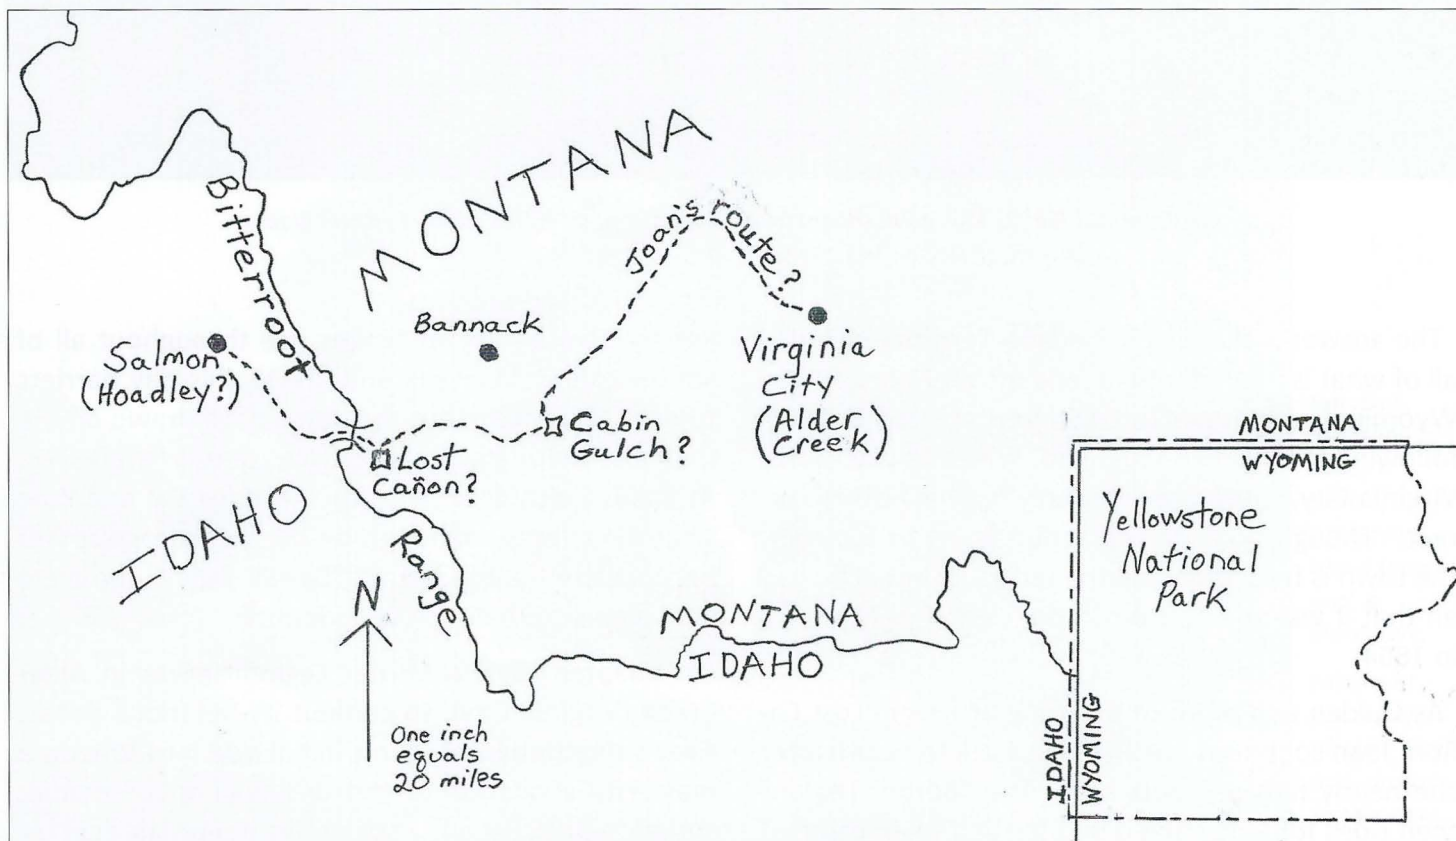 MONTANA
Bitterroot
Range
Joan's route?
Bannack
Salmon
(Hoadley?)
Virginia
City
(Alder
Creek)
Cabin
Gulch?
Lost
Cañon?
IDAHO
N
One inch
equals
20 miles
MONTANA
IDAHO
MONTANA
WYOMING
Yellowstone
National
Park
IDAHO
WYOMING